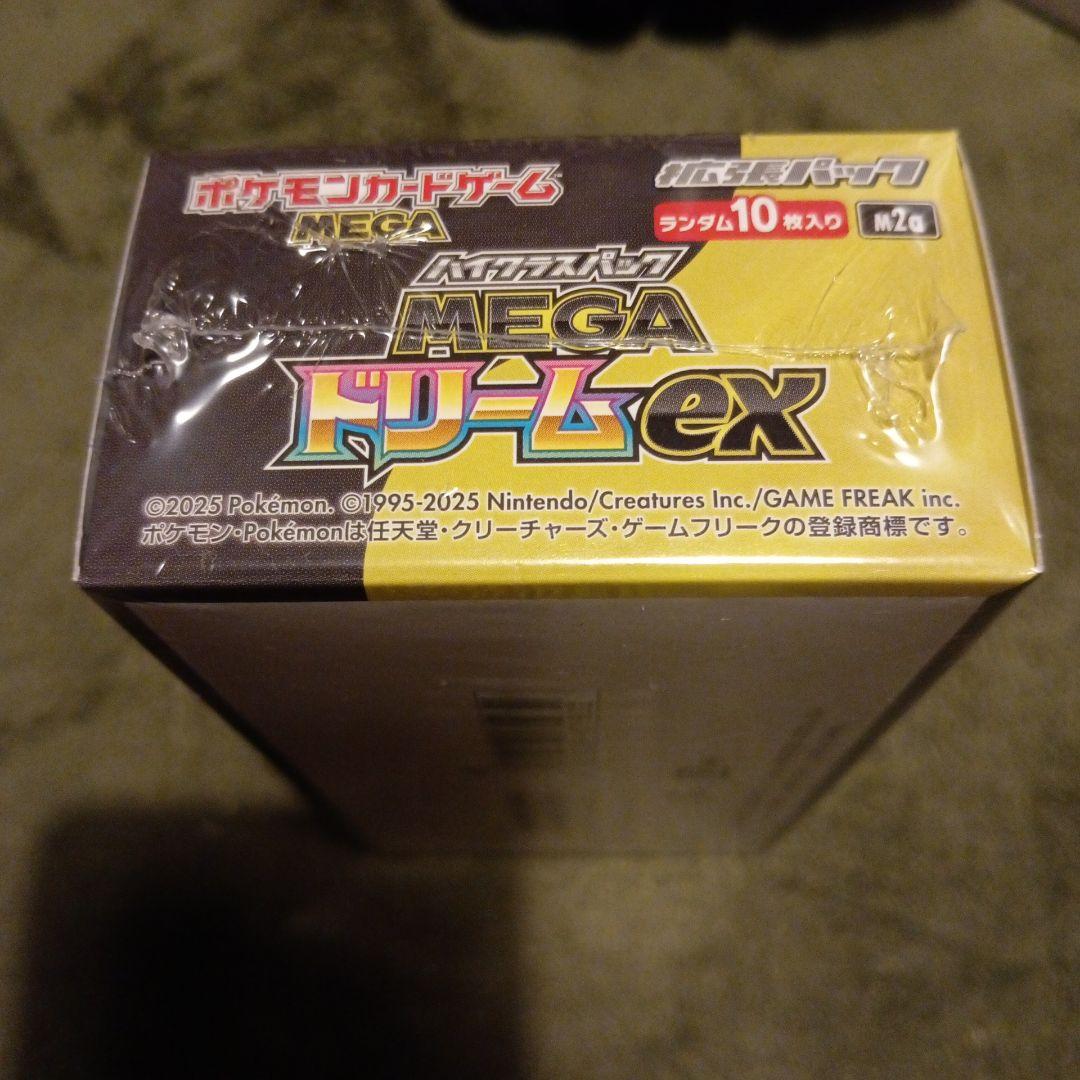 ポケモンカードゲーム
MEGA
拡張パック
ランダム10枚入り
M2a
ハイクラスパック
MEGA
ドリームex
©2025 Pokémon. ©1995-2025 Nintendo/Creatures Inc./GAME FREAK inc.
ポケモン・Pokémonは任天堂・クリーチャーズ・ゲームフリークの登録商標です。